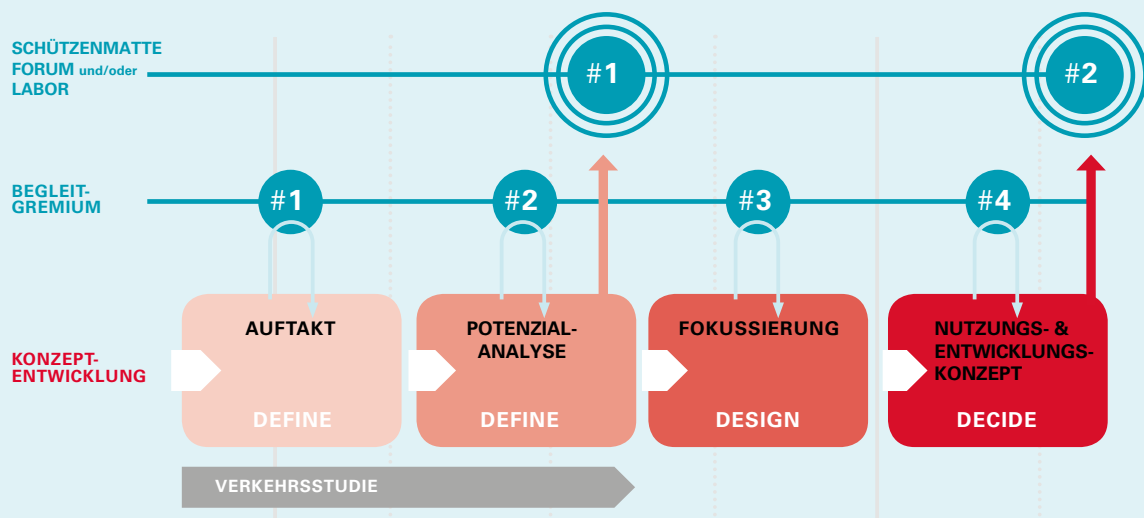 SCHÜTZENMATTE
FORUM und/oder
LABOR
#1
#2
BEGLEIT-
GREMIUM
#1
#2
#3
#4
KONZEPT-
ENTWICKLUNG
AUFTAKT
DEFINE
POTENZIAL-
ANALYSE
DEFINE
FOKUSSIERUNG
DESIGN
NUTZUNGS- &
ENTWICKLUNGS-
KONZEPT
DECIDE
VERKEHRSSTUDIE